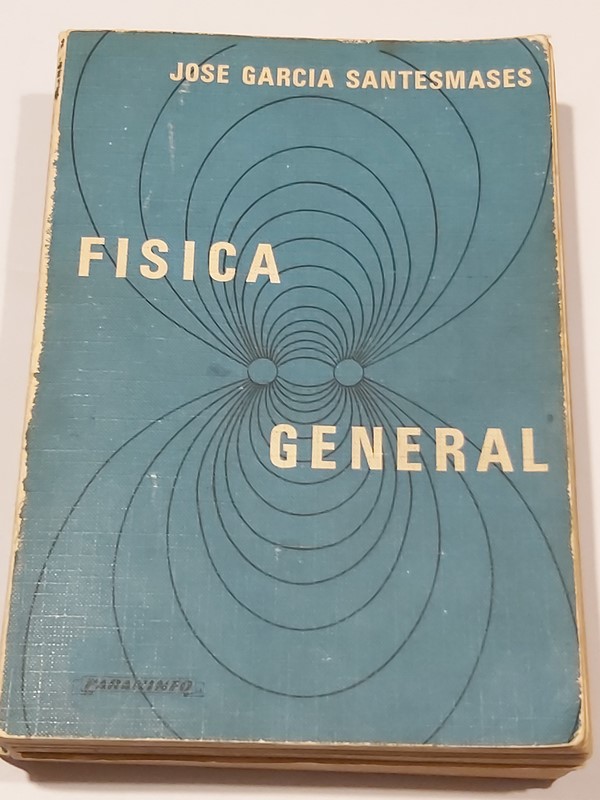 JOSE GARCIA SANTESMASES
FISICA
GENERAL
PARANINFO